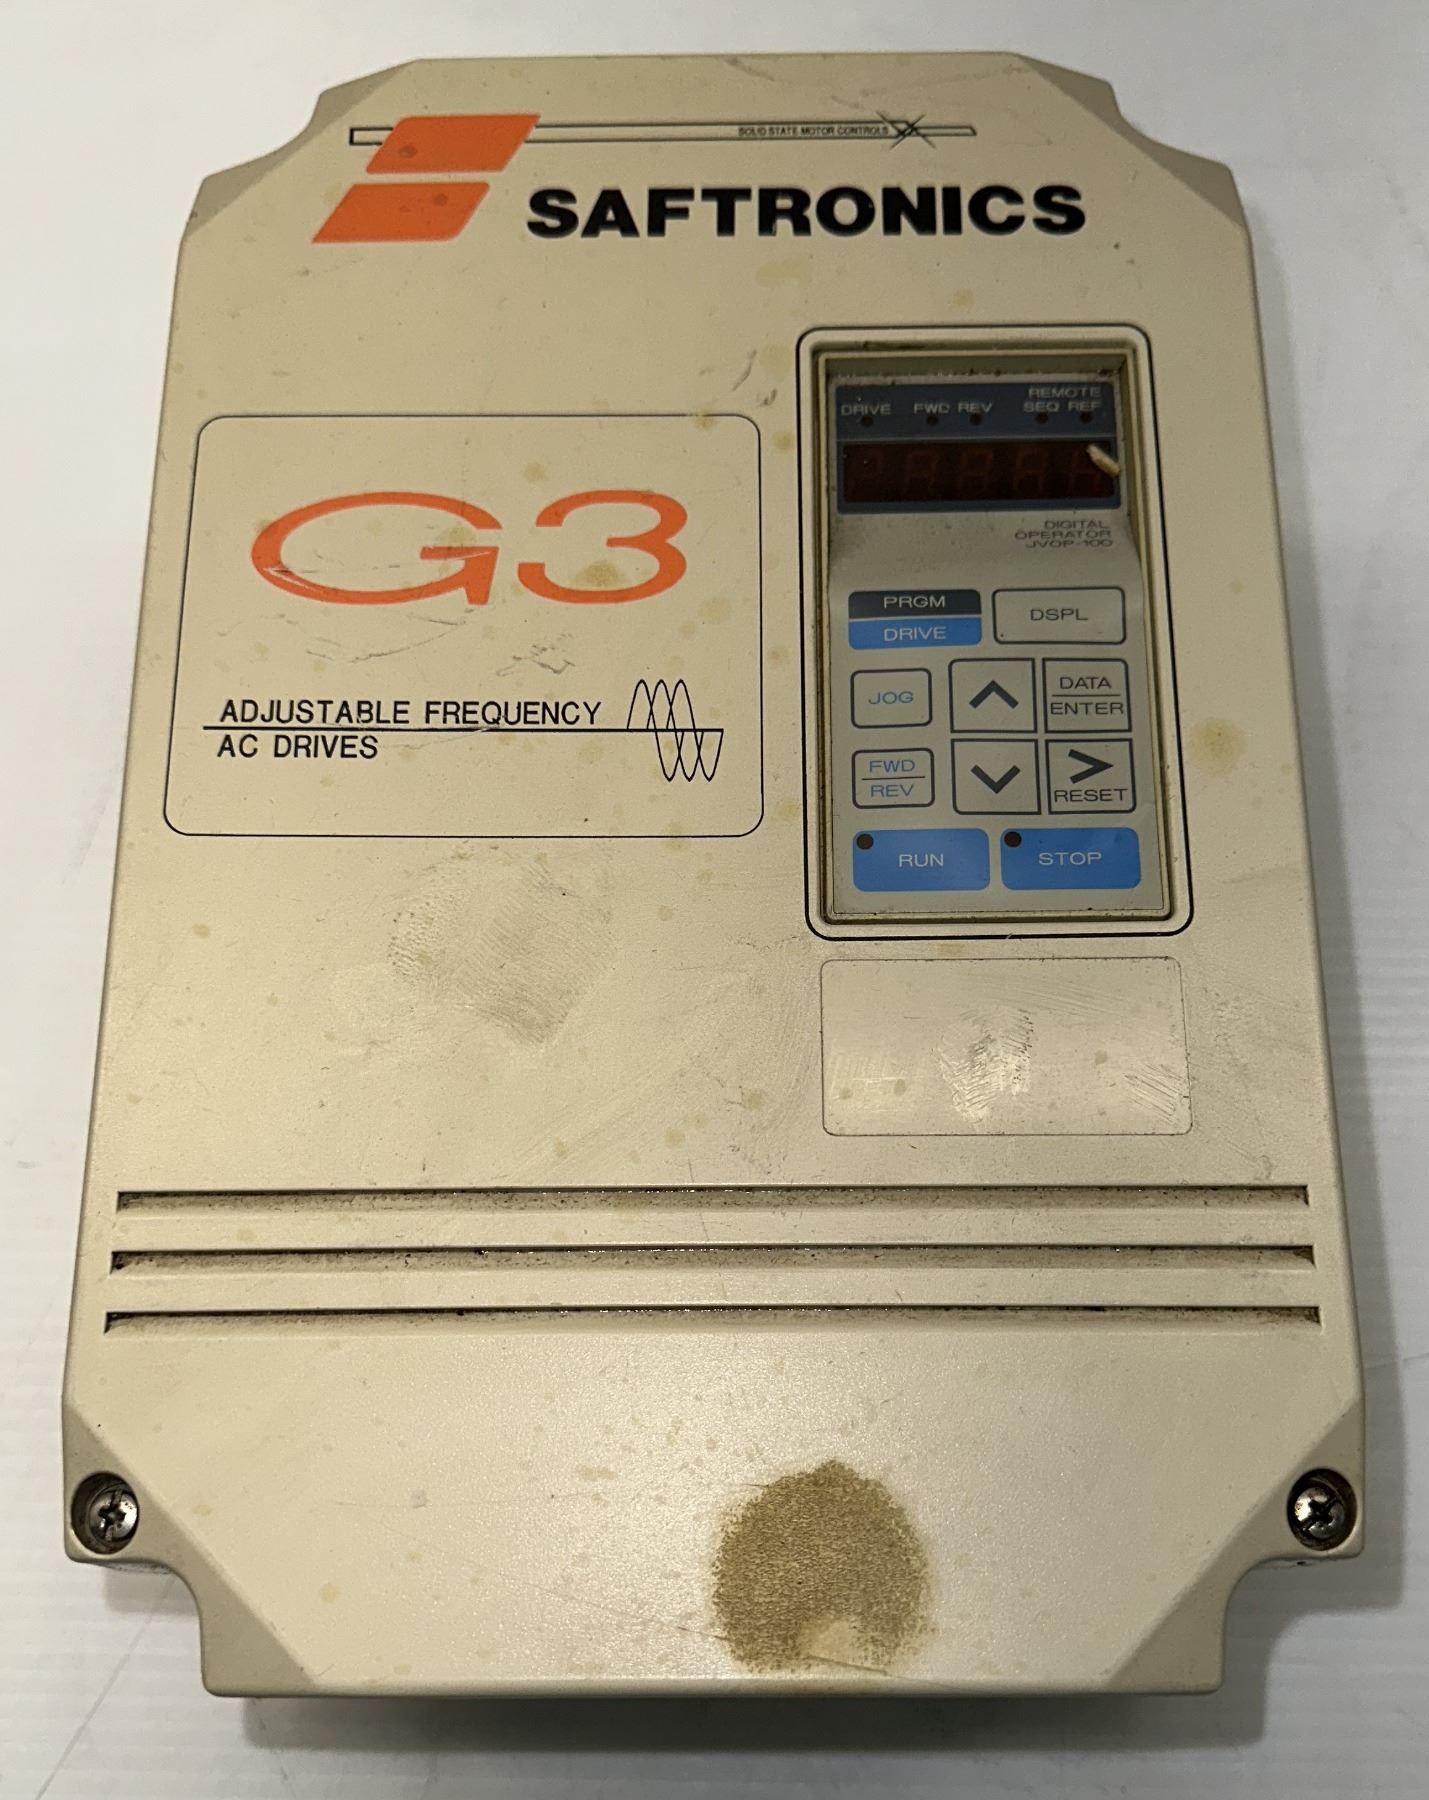 SOLID STATE MOTOR CONTROLS
SAFTRONICS
G3
ADJUSTABLE FREQUENCY
AC DRIVES
REMOTE
DRIVE FWD REV SEQ REF
DIGITAL
OPERATOR
JVOP-100
PRGM
DRIVE
DSPL
JOG
DATA
ENTER
FWD
REV
RESET
RUN
STOP